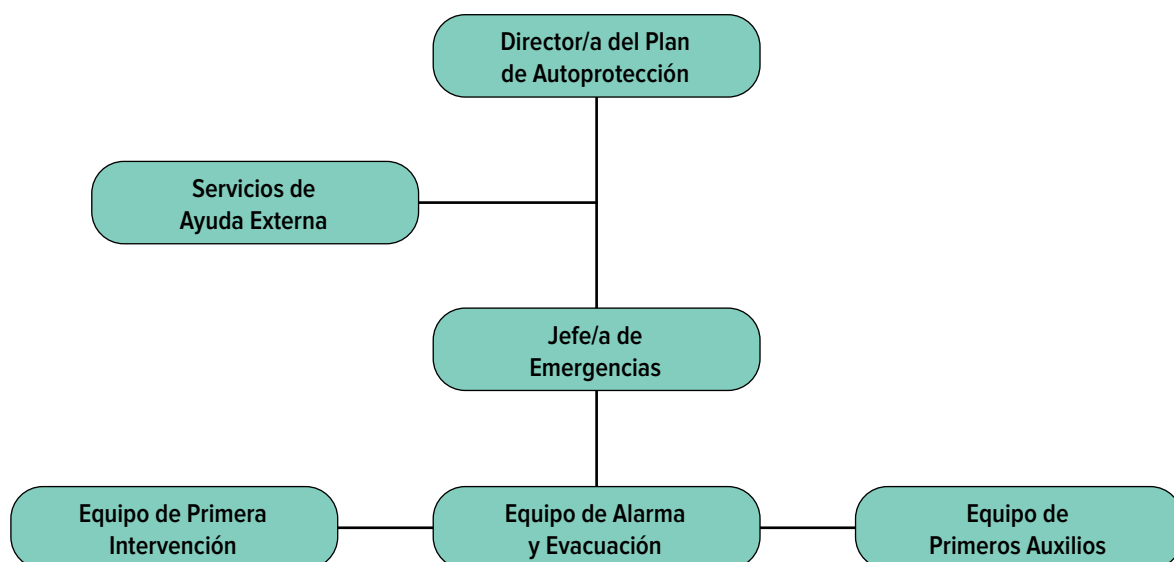 Director/a del Plan
de Autoprotección
Servicios de
Ayuda Externa
Jefe/a de
Emergencias
Equipo de Primera
Intervención
Equipo de Alarma
y Evacuación
Equipo de
Primeros Auxilios